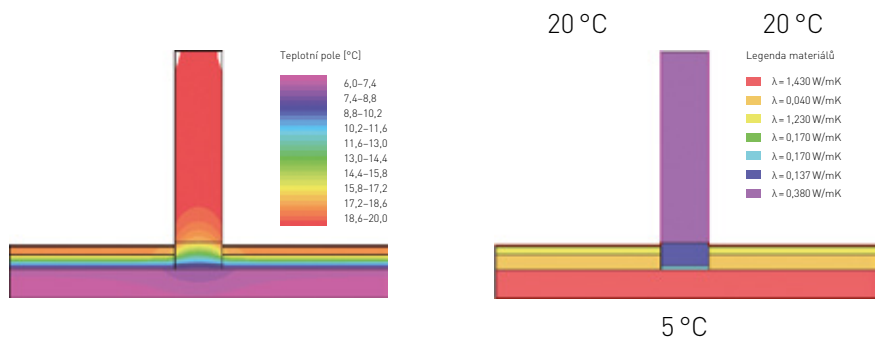 Teplotní pole [°C]
6,0–7,4
7,4–8,8
8,8–10,2
10,2–11,6
11,6–13,0
13,0–14,4
14,4–15,8
15,8–17,2
17,2–18,6
18,6–20,0
20 °C
20 °C
Legenda materiálů
λ = 1,430 W/mK
λ = 0,040 W/mK
λ = 1,230 W/mK
λ = 0,170 W/mK
λ = 0,170 W/mK
λ = 0,137 W/mK
λ = 0,380 W/mK
5 °C